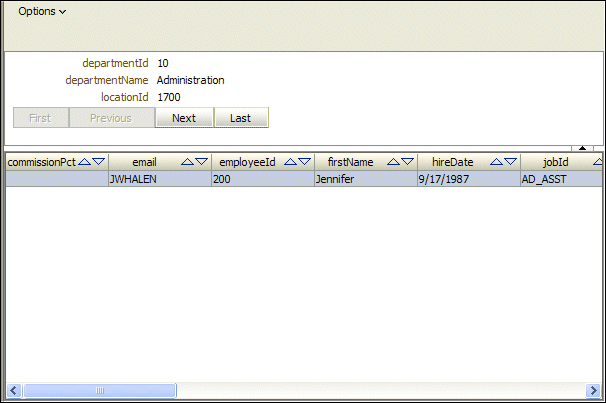 Options
departmentId 10
departmentName Administration
locationId 1700
First Previous Next Last
commissionPct email employeeId firstName hireDate jobId
JWHALEN 200 Jennifer 9/17/1987 AD_ASST